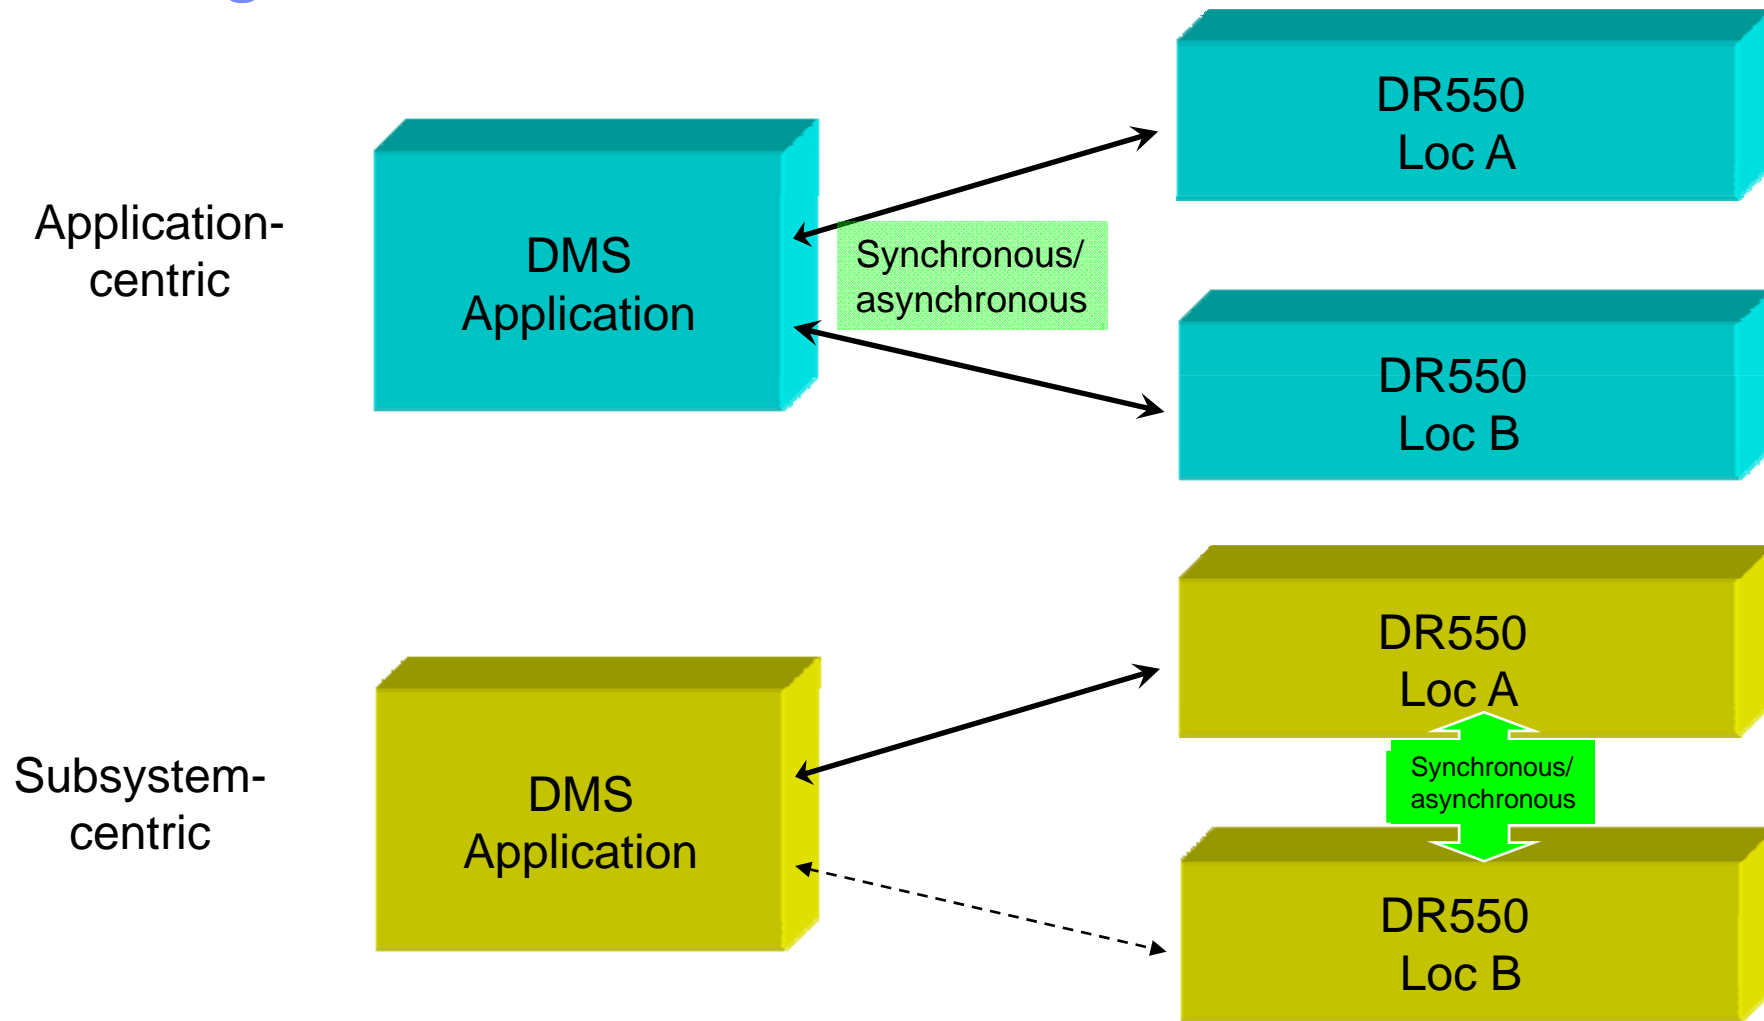 Application-
centric
DMS
Application
Synchronous/
asynchronous
DR550
Loc A
DR550
Loc B
Subsystem-
centric
DMS
Application
DR550
Loc A
Synchronous/
asynchronous
DR550
Loc B